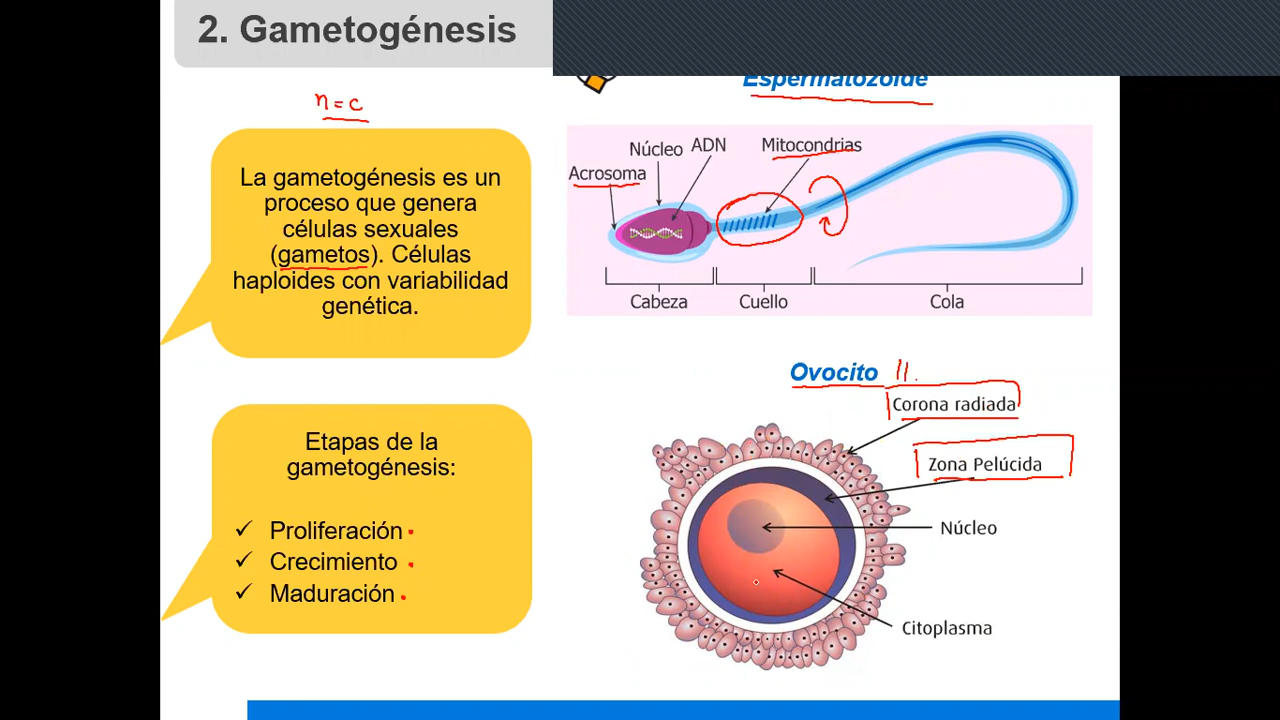 2. Gametogénesis
n=c
La gametogénesis es un
proceso que genera
células sexuales
(gametos). Células
haploides con variabilidad
genética.
Etapas de la
gametogénesis:
✓ Proliferación
✓ Crecimiento
✓ Maduración
Espermatozoide
Acrosoma
Núcleo
ADN
Mitocondrias
Cabeza
Cuello
Cola
Ovocito II.
Corona radiada
Zona Pelúcida
Núcleo
Citoplasma